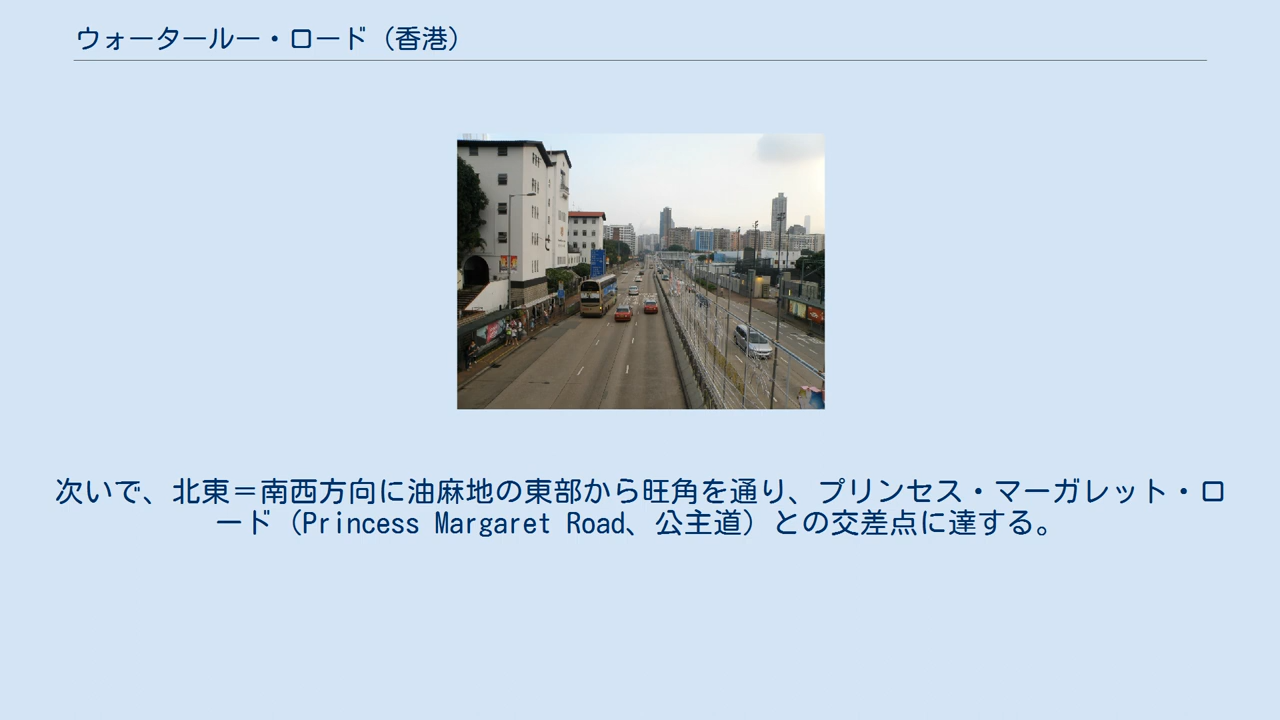 ウォータールー・ロード（香港）
次いで、北東＝南西方向に油麻地の東部から旺角を通り、プリンセス・マーガレット・ロ
ード（Princess Margaret Road、公主道）との交差点に達する。